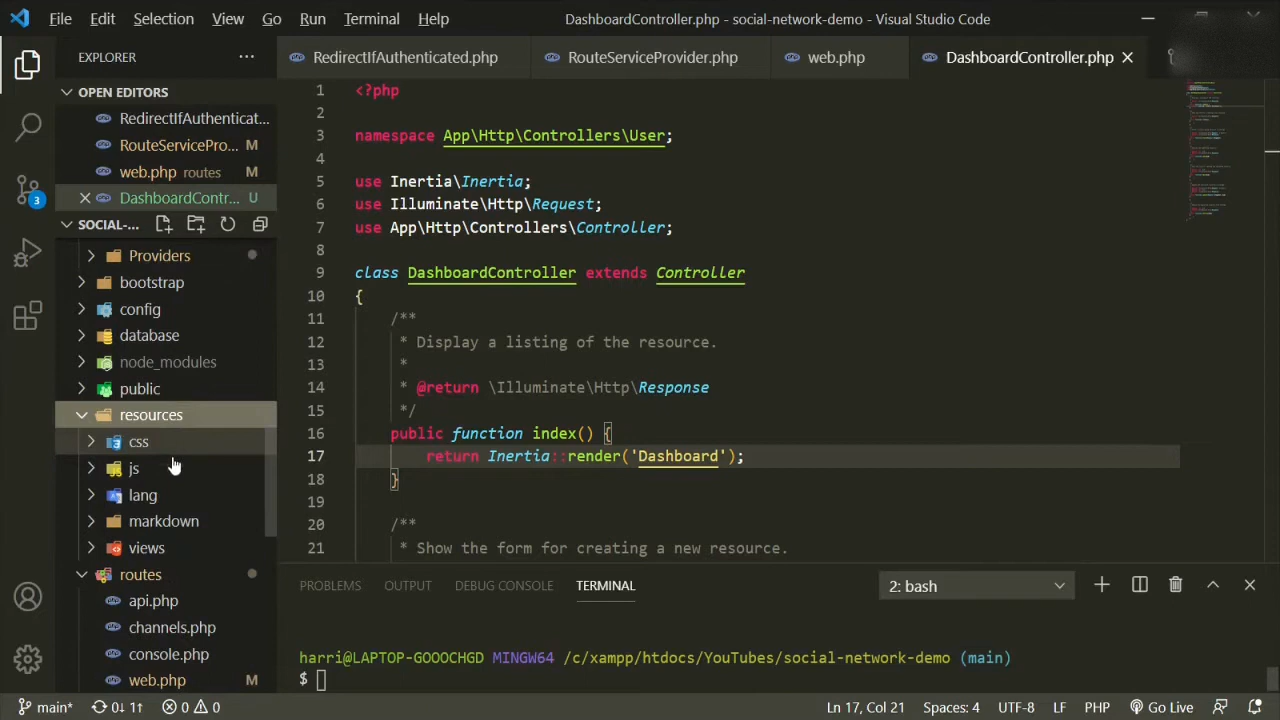 File Edit Selection View Go Run Terminal Help DashboardController.php - social-network-demo - Visual Studio Code
EXPLORER
RedirectIfAuthenticated.php RouteServiceProvider.php web.php DashboardController.php
OPEN EDITORS
RedirectIfAuthenticat...
RouteServicePro... M
web.php routes M
DashboardContr... U
SOCIAL-...
Providers
bootstrap
config
database
node_modules
public
resources
css
js
lang
markdown
views
routes
api.php
channels.php
console.php
web.php M
3
1 <?php
2
3 namespace App\Http\Controllers\User;
4
5 use Inertia\Inertia;
6 use Illuminate\Http\Request;
7 use App\Http\Controllers\Controller;
8
9 class DashboardController extends Controller
10 {
11 /**
12 * Display a listing of the resource.
13 *
14 * @return \Illuminate\Http\Response
15 */
16 public function index() {
17 return Inertia::render('Dashboard');
18 }
19
20 /**
21 * Show the form for creating a new resource.
PROBLEMS OUTPUT DEBUG CONSOLE TERMINAL 2: bash
harri@LAPTOP-GOOOCHGD MINGW64 /c/xampp/htdocs/YouTubes/social-network-demo (main)
$
main* 0↓ 1↑ 0 0 Ln 17, Col 21 Spaces: 4 UTF-8 LF PHP Go Live